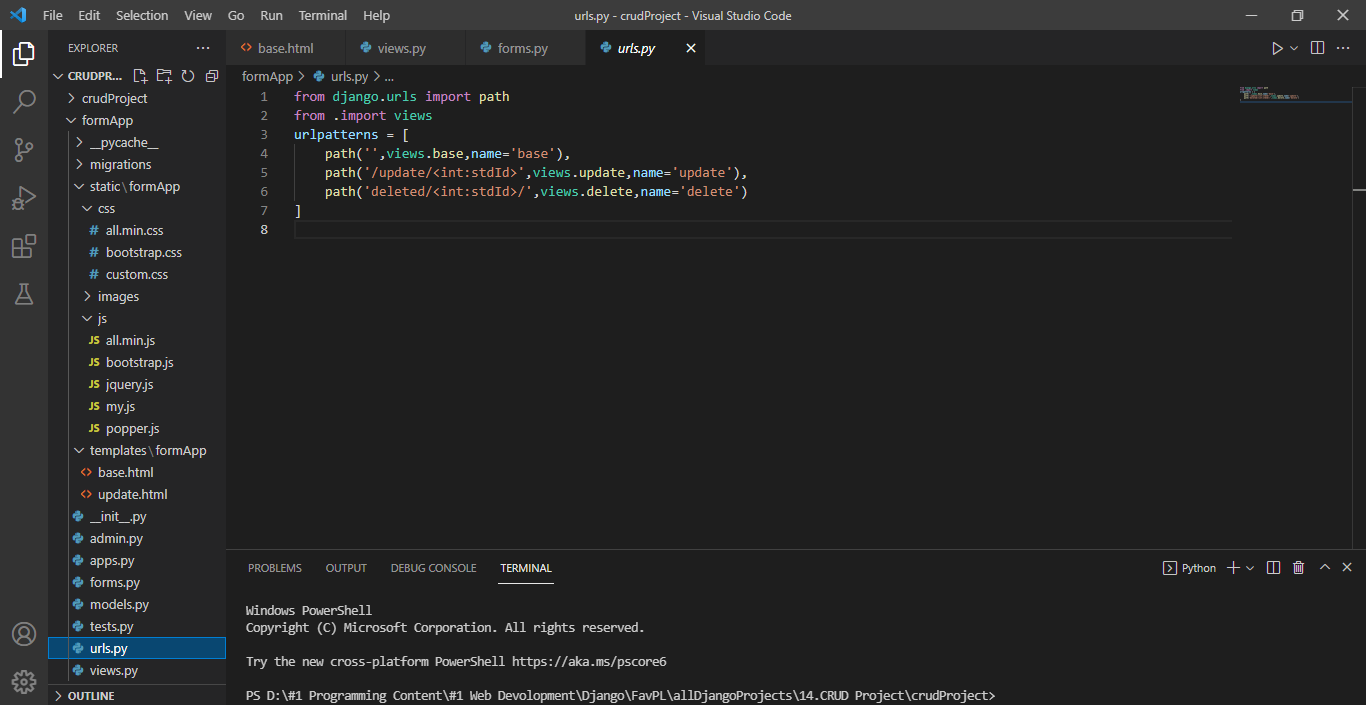 File Edit Selection View Go Run Terminal Help
urls.py - crudProject - Visual Studio Code
EXPLORER
CRUDPR...
crudProject
formApp
__pycache__
migrations
static\formApp
css
# all.min.css
# bootstrap.css
# custom.css
images
js
JS all.min.js
JS bootstrap.js
JS jquery.js
JS my.js
JS popper.js
templates\formApp
<> base.html
<> update.html
__init__.py
admin.py
apps.py
forms.py
models.py
tests.py
urls.py
views.py
OUTLINE
<> base.html views.py forms.py urls.py
formApp > urls.py > ...
1 from django.urls import path
2 from .import views
3 urlpatterns = [
4 path('',views.base,name='base'),
5 path('/update/<int:stdId>',views.update,name='update'),
6 path('deleted/<int:stdId>/',views.delete,name='delete')
7 ]
8
PROBLEMS OUTPUT DEBUG CONSOLE TERMINAL
Python
Windows PowerShell
Copyright (C) Microsoft Corporation. All rights reserved.
Try the new cross-platform PowerShell https://aka.ms/pscore6
PS D:\#1 Programming Content\#1 Web Devolopment\Django\FavPL\allDjangoProjects\14.CRUD Project\crudProject>